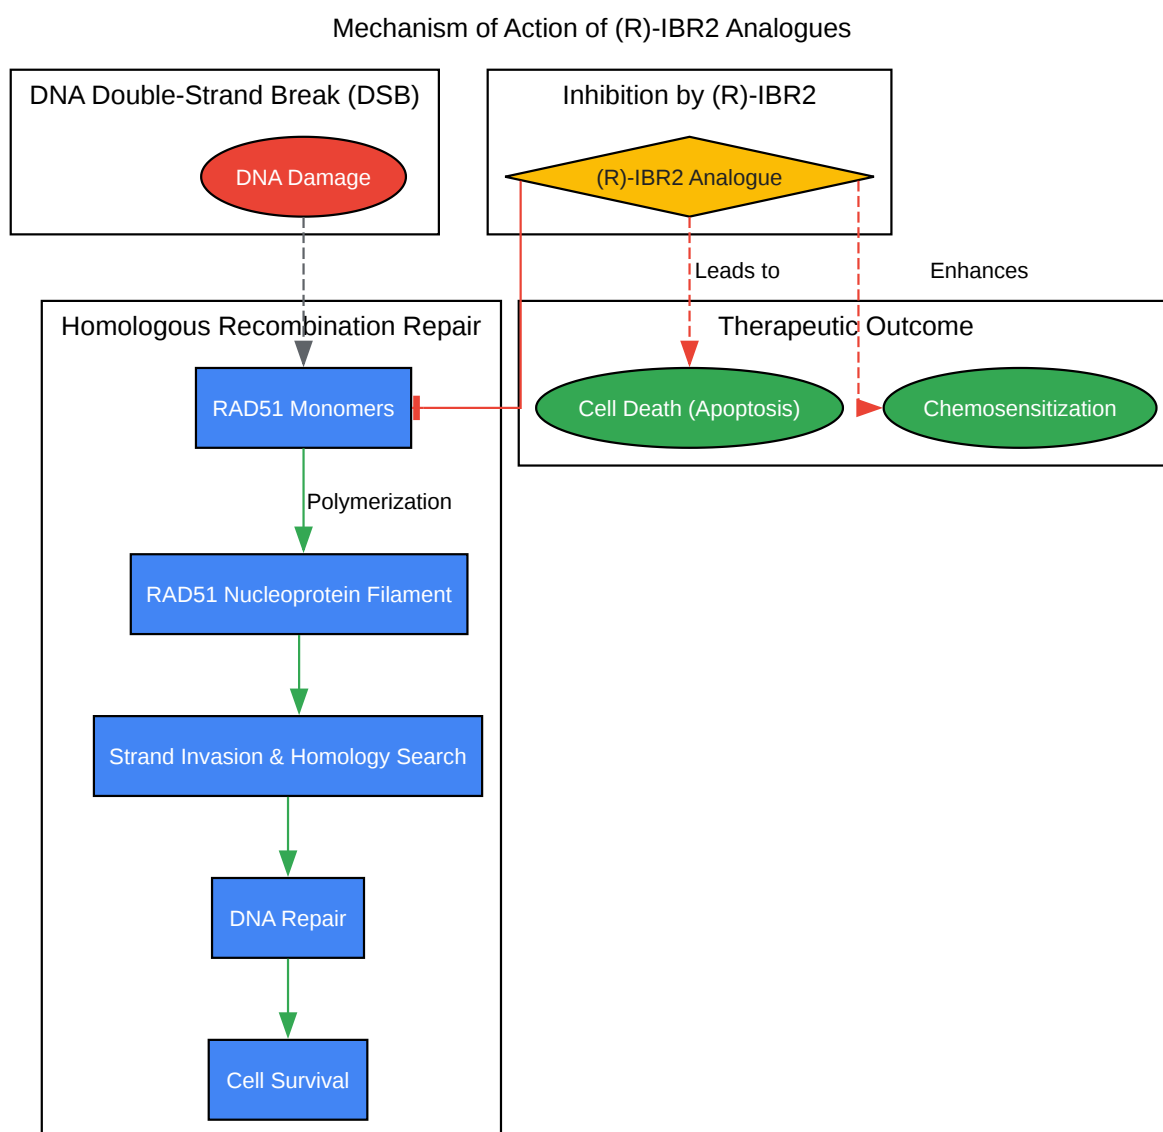 Mechanism of Action of (R)-IBR2 Analogues
DNA Double-Strand Break (DSB)
Inhibition by (R)-IBR2
DNA Damage
(R)-IBR2 Analogue
Leads to
Enhances
Homologous Recombination Repair
Therapeutic Outcome
RAD51 Monomers
Cell Death (Apoptosis)
Chemosensitization
Polymerization
RAD51 Nucleoprotein Filament
Strand Invasion & Homology Search
DNA Repair
Cell Survival